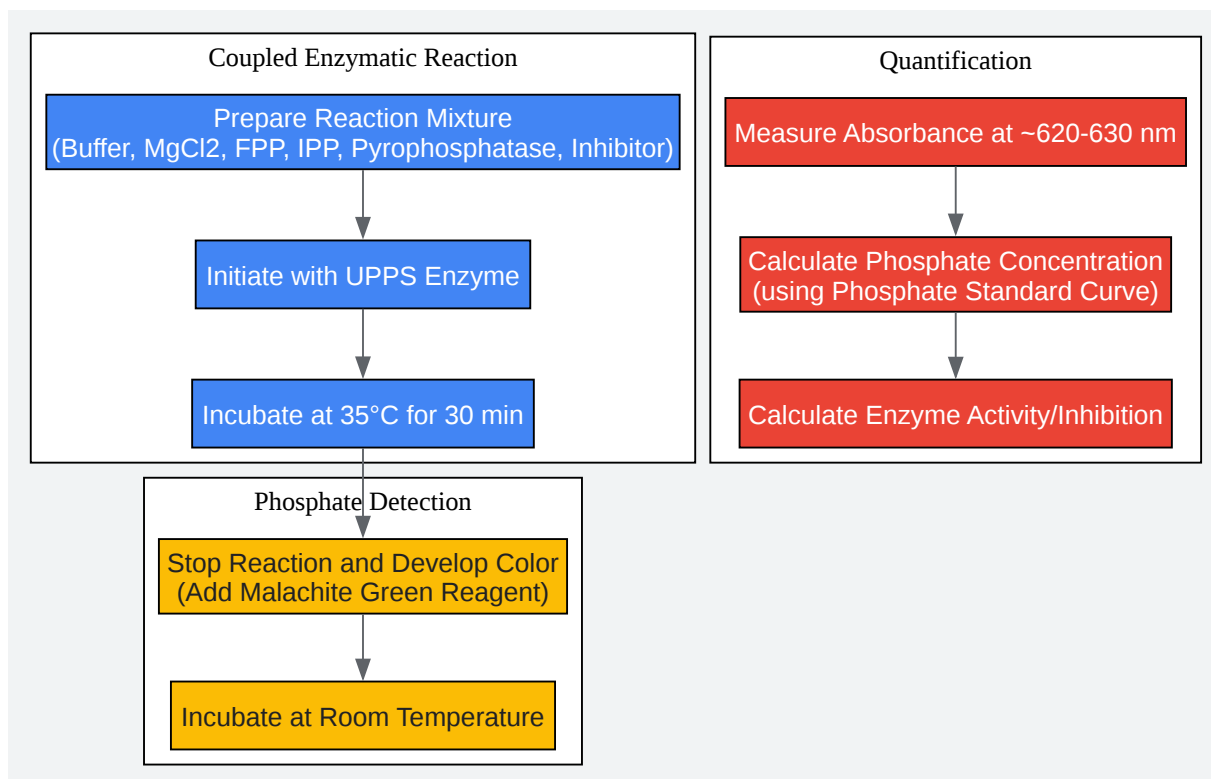 Coupled Enzymatic Reaction
Prepare Reaction Mixture
(Buffer, MgCl2, FPP, IPP, Pyrophosphatase, Inhibitor)
Initiate with UPPS Enzyme
Incubate at 35°C for 30 min
Phosphate Detection
Stop Reaction and Develop Color
(Add Malachite Green Reagent)
Incubate at Room Temperature
Quantification
Measure Absorbance at ~620-630 nm
Calculate Phosphate Concentration
(using Phosphate Standard Curve)
Calculate Enzyme Activity/Inhibition